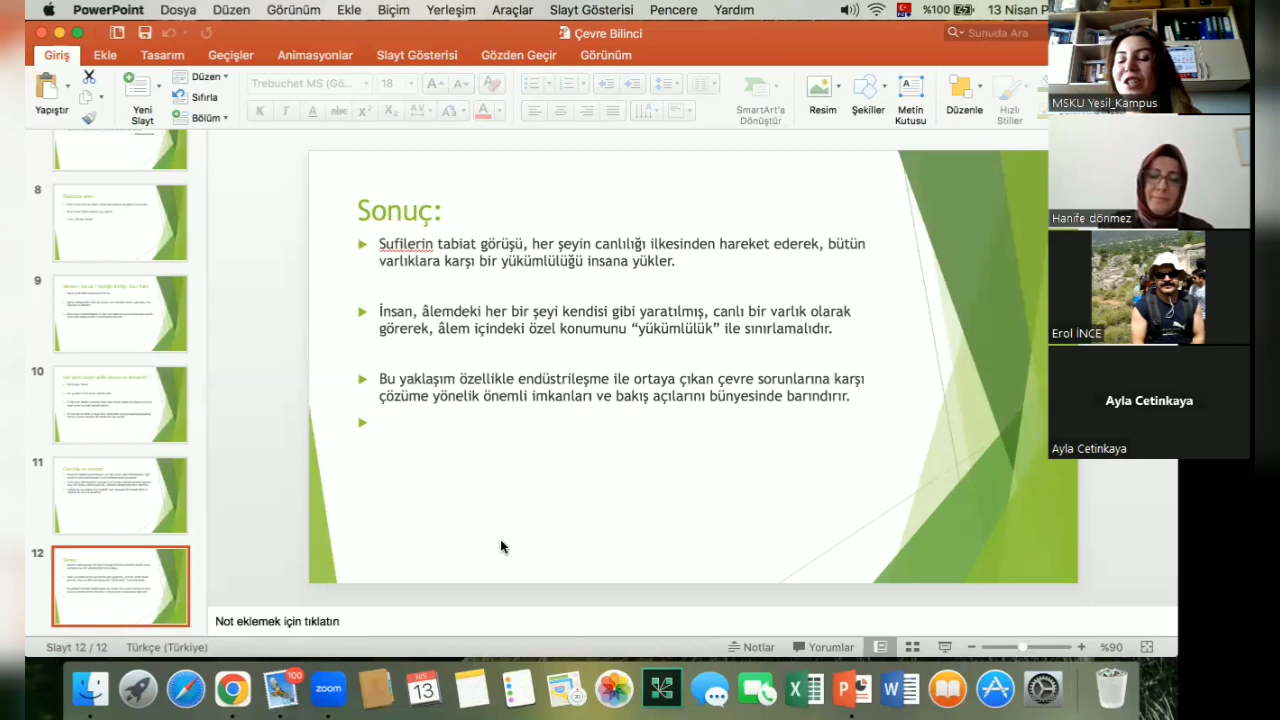 PowerPoint Dosya Düzen Görünüm Ekle Biçim Yerleşim Araçlar Slayt Gösterisi Pencere Yardım %100 13 Nisan P
Çevre Bilinci
Sunuda Ara
Giriş Ekle Tasarım Geçişler Animasyonlar Slayt Gösterisi Gözden Geçir Görünüm
Yapıştır
Yeni
Slayt
Düzen
Sıfırla
Bölüm
Trebuchet MS (Gö... 18
SmartArt'a
Dönüştür
Resim
Şekiller
Metin
Kutusu
Düzenle
Hızlı
Stiller
MSKU Yesil_Kampus
Hanife dönmez
Erol İNCE
Ayla Cetinkaya
Ayla Cetinkaya
8
9
10
11
12
Sonuç:
Sufilerin tabiat görüşü, her şeyin canlılığı ilkesinden hareket ederek, bütün
varlıklara karşı bir yükümlülüğü insana yükler.
İnsan, âlemdeki her bir şeyi kendisi gibi yaratılmış, canlı bir varlık olarak
görerek, âlem içindeki özel konumunu “yükümlülük” ile sınırlamalıdır.
Bu yaklaşım özellikle endüstrileşme ile ortaya çıkan çevre sorunlarına karşı
çözüme yönelik önemli imkanları ve bakış açılarını bünyesinde barındırır.
Not eklemek için tıklatın
Slayt 12 / 12 Türkçe (Türkiye) Notlar Yorumlar %90
100
zoom
13